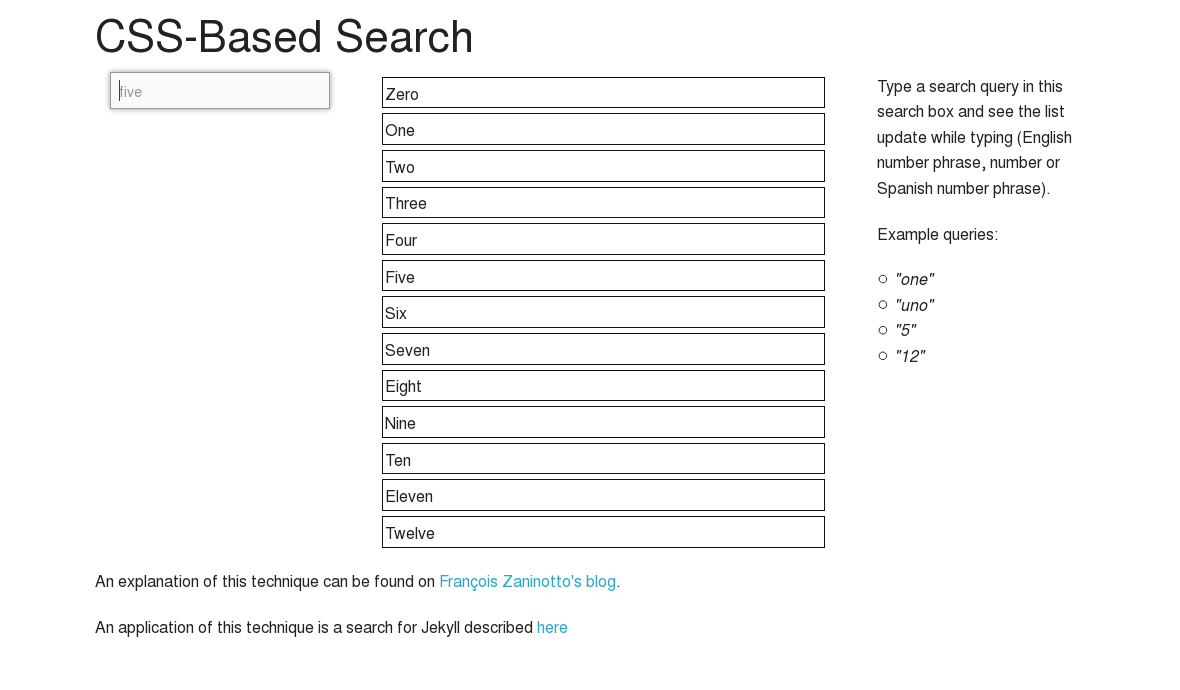 CSS-Based Search
five
Zero
One
Two
Three
Four
Five
Six
Seven
Eight
Nine
Ten
Eleven
Twelve
Type a search query in this
search box and see the list
update while typing (English
number phrase, number or
Spanish number phrase).
Example queries:
"one"
"uno"
"5"
"12"
An explanation of this technique can be found on François Zaninotto's blog.
An application of this technique is a search for Jekyll described here